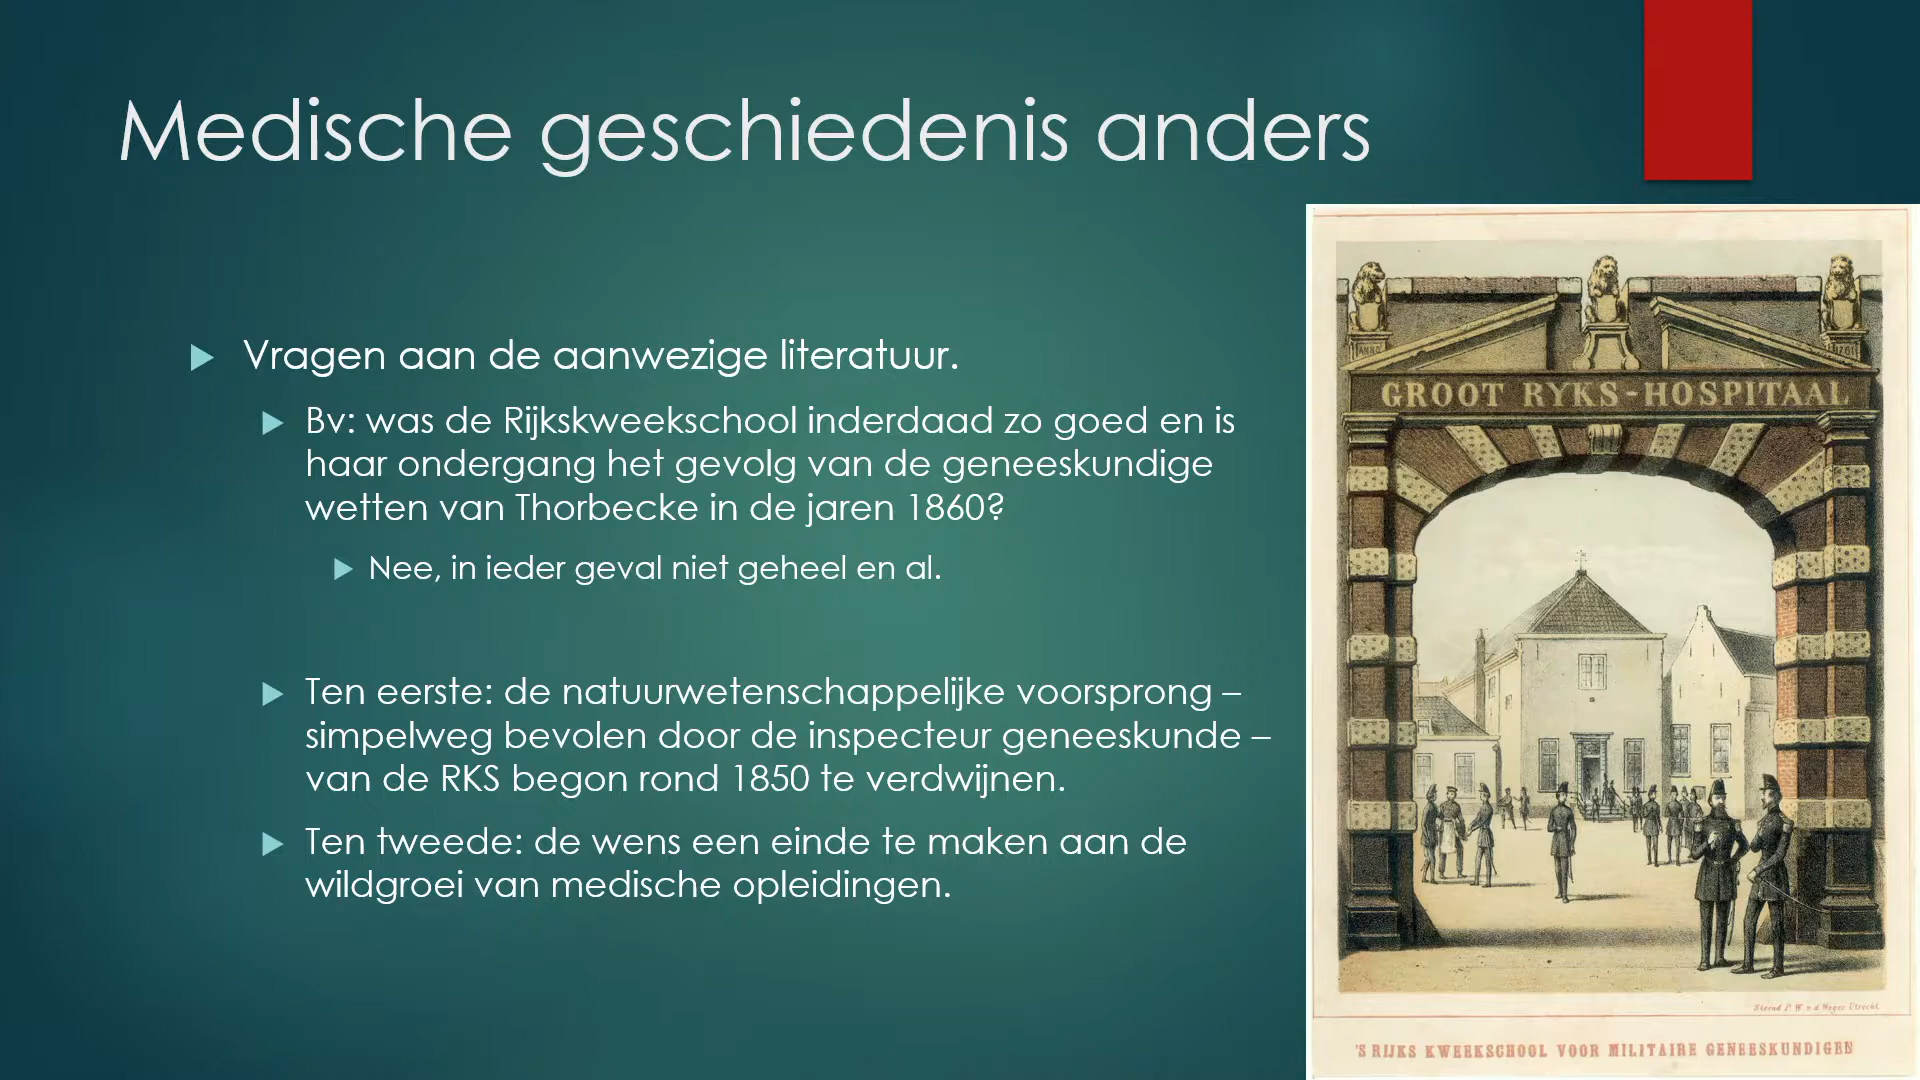 Medische geschiedenis anders
Vragen aan de aanwezige literatuur.
Bv: was de Rijkskweekschool inderdaad zo goed en is
haar ondergang het gevolg van de geneeskundige
wetten van Thorbecke in de jaren 1860?
Nee, in ieder geval niet geheel en al.
Ten eerste: de natuurwetenschappelijke voorsprong –
simpelweg bevolen door de inspecteur geneeskunde –
van de RKS begon rond 1850 te verdwijnen.
Ten tweede: de wens een einde te maken aan de
wildgroei van medische opleidingen.
ANNO
GROOT RYKS-HOSPITAAL
Utrecht
'S RIJKS KWEEKSCHOOL VOOR MILITAIRE GENEESKUNDIGEN